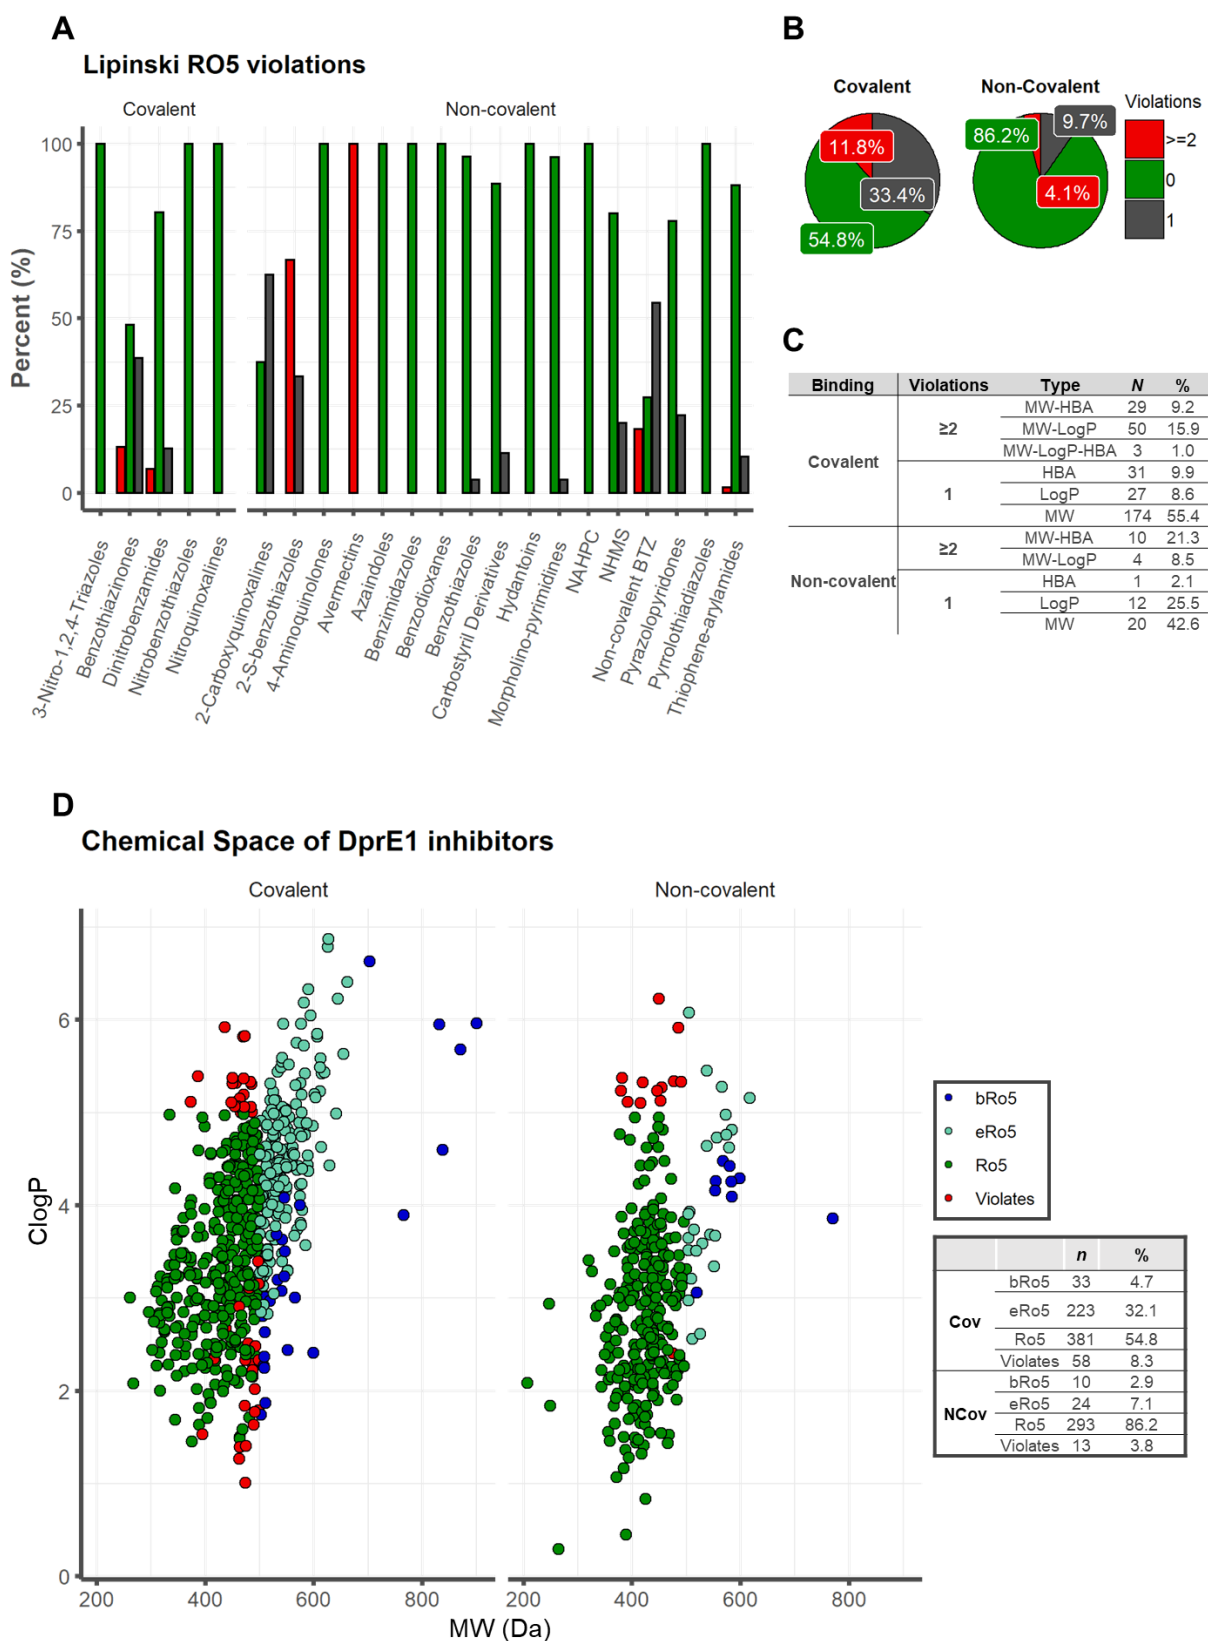 A
Lipinski RO5 violations
Covalent
Non-covalent
Percent (%)
100
75
50
25
0
3-Nitro-1,2,4-Triazoles
Benzothiazinones
Dinitrobenzamides
Nitrobenzothiazoles
Nitroquinoxalines
2-Carboxyquinoxalines
2-S-benzothiazoles
4-Aminoquinolones
Avermectins
Azaindoles
Benzimidazoles
Benzodioxanes
Benzothiazoles
Carbostyril Derivatives
Hydantoins
Morpholino-pyrimidines
NAHPC
NHMS
Non-covalent BTZ
Pyrazolopyridones
Pyrrolothiadiazoles
Thiophene-arylamides
B
Covalent
Non-Covalent
11.8%
33.4%
54.8%
86.2%
9.7%
4.1%
Violations
>=2
0
1
C
Binding Violations Type N %
Covalent
≥2
MW-HBA 29 9.2
MW-LogP 50 15.9
MW-LogP-HBA 3 1.0
1
HBA 31 9.9
LogP 27 8.6
MW 174 55.4
Non-covalent
≥2
MW-HBA 10 21.3
MW-LogP 4 8.5
1
HBA 1 2.1
LogP 12 25.5
MW 20 42.6
D
Chemical Space of DprE1 inhibitors
Covalent
Non-covalent
ClogP
6
4
2
0
200 400 600 800
200 400 600 800
MW (Da)
bRo5
eRo5
Ro5
Violates
n %
Cov
bRo5 33 4.7
eRo5 223 32.1
Ro5 381 54.8
Violates 58 8.3
NCov
bRo5 10 2.9
eRo5 24 7.1
Ro5 293 86.2
Violates 13 3.8